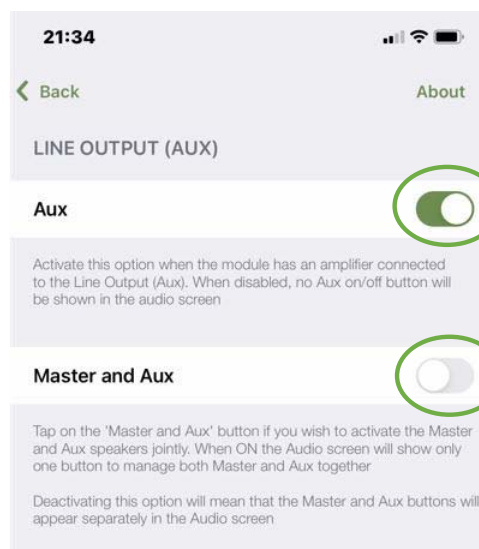 21:34
Back About
LINE OUTPUT (AUX)
Aux
Activate this option when the module has an amplifier connected
to the Line Output (Aux). When disabled, no Aux on/off button will
be shown in the audio screen
Master and Aux
Tap on the 'Master and Aux' button if you wish to activate the Master
and Aux speakers jointly. When ON the Audio screen will show only
one button to manage both Master and Aux together
Deactivating this option will mean that the Master and Aux buttons will
appear separately in the Audio screen